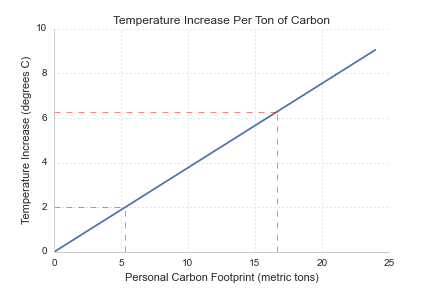 Temperature Increase Per Ton of Carbon
10
8
6
4
2
0
Temperature Increase (degrees C)
0 5 10 15 20 25
Personal Carbon Footprint (metric tons)